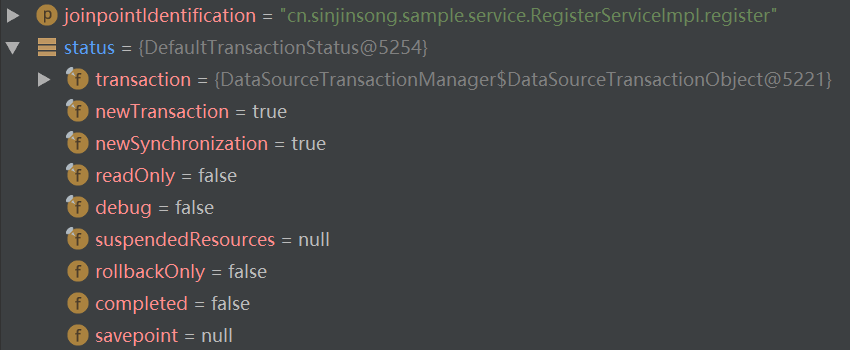 p joinpointIdentification = "cn.sinjinsong.sample.service.RegisterServiceImpl.register"
status = {DefaultTransactionStatus@5254}
f transaction = {DataSourceTransactionManager$DataSourceTransactionObject@5221}
f newTransaction = true
f newSynchronization = true
f readOnly = false
f debug = false
f suspendedResources = null
f rollbackOnly = false
f completed = false
f savepoint = null